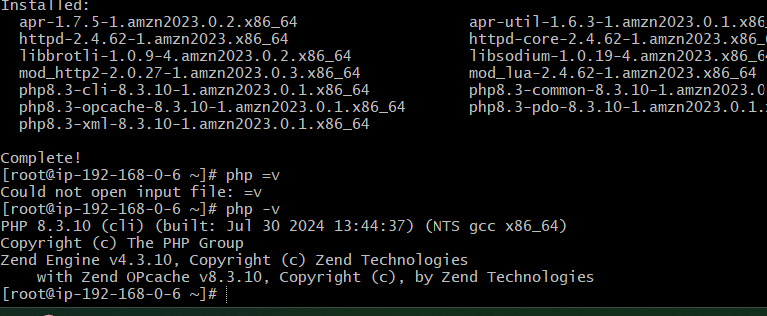 Installed:
  apr-1.7.5-1.amzn2023.0.2.x86_64                    apr-util-1.6.3-1.amzn2023.0.1.x86
  httpd-2.4.62-1.amzn2023.x86_64                     httpd-core-2.4.62-1.amzn2023.x86_
  libbrotli-1.0.9-4.amzn2023.0.2.x86_64              libsodium-1.0.19-4.amzn2023.x86_6
  mod_http2-2.0.27-1.amzn2023.0.3.x86_64             mod_lua-2.4.62-1.amzn2023.x86_64
  php8.3-cli-8.3.10-1.amzn2023.0.1.x86_64            php8.3-common-8.3.10-1.amzn2023.0
  php8.3-opcache-8.3.10-1.amzn2023.0.1.x86_64        php8.3-pdo-8.3.10-1.amzn2023.0.1.
  php8.3-xml-8.3.10-1.amzn2023.0.1.x86_64
Complete!
[root@ip-192-168-0-6 ~]# php =v
Could not open input file: =v
[root@ip-192-168-0-6 ~]# php -v
PHP 8.3.10 (cli) (built: Jul 30 2024 13:44:37) (NTS gcc x86_64)
Copyright (c) The PHP Group
Zend Engine v4.3.10, Copyright (c) Zend Technologies
    with Zend OPcache v8.3.10, Copyright (c), by Zend Technologies
[root@ip-192-168-0-6 ~]#